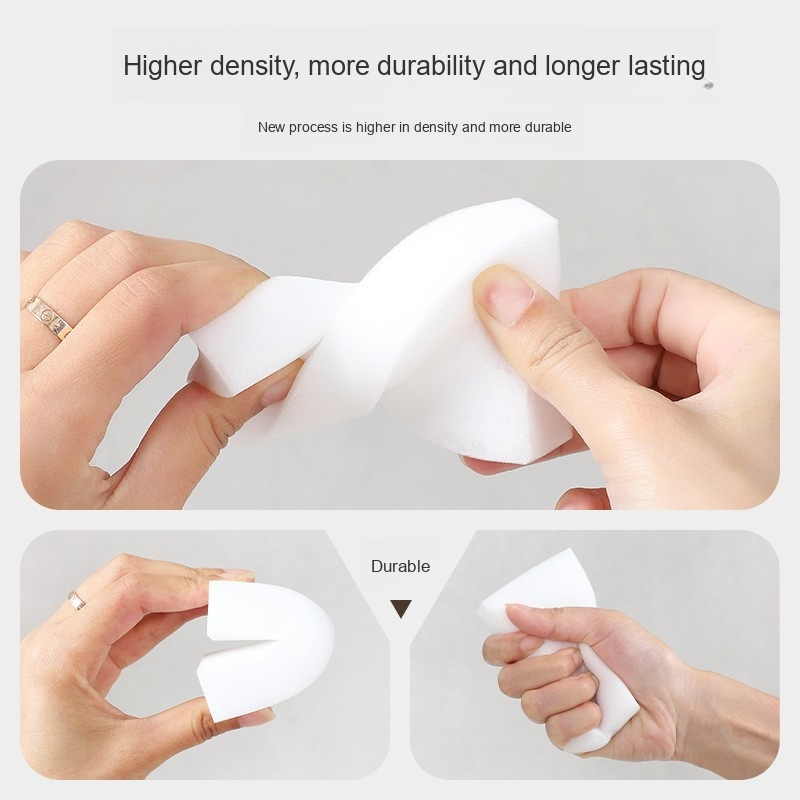 Higher density, more durability and longer lasting
New process is higher in density and more durable
Durable